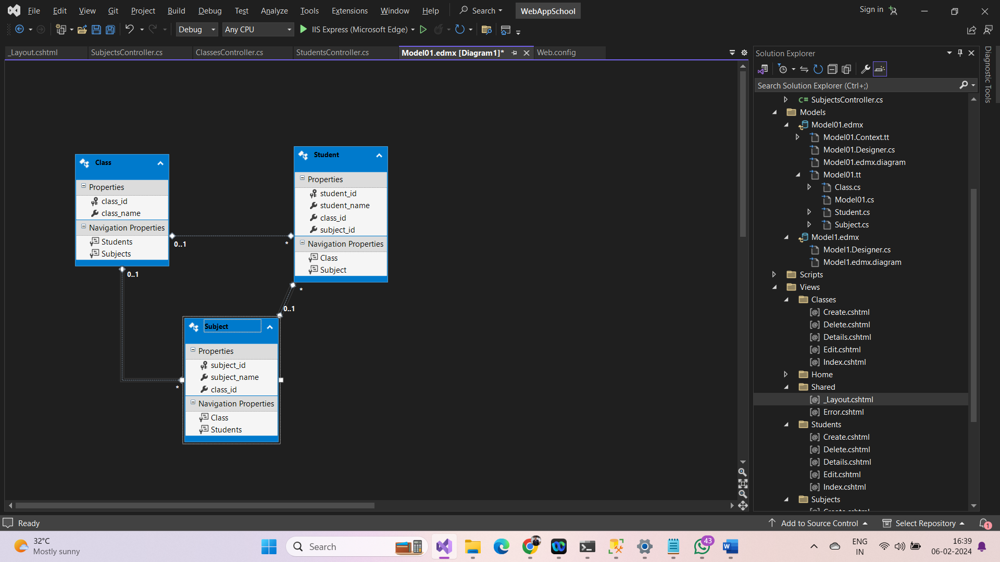 File Edit View Git Project Build Debug Test Analyze Tools Extensions Window Help Search WebAppSchool Sign in
Debug Any CPU IIS Express (Microsoft Edge)
_Layout.cshtml SubjectsController.cs ClassesController.cs StudentsController.cs Model01.edmx [Diagram1]* Web.config
Class
Properties
class_id
class_name
Navigation Properties
Students
Subjects
0..1
*
0..1
*
Student
Properties
student_id
student_name
class_id
subject_id
Navigation Properties
Class
Subject
*
0..1
Subject
Properties
subject_id
subject_name
class_id
Navigation Properties
Class
Students
Solution Explorer
Search Solution Explorer (Ctrl+;)
C# SubjectsController.cs
Models
Model01.edmx
Model01.Context.tt
Model01.Designer.cs
Model01.edmx.diagram
Model01.tt
Class.cs
Model01.cs
Student.cs
Subject.cs
Model1.edmx
Model1.Designer.cs
Model1.edmx.diagram
Scripts
Views
Classes
[@] Create.cshtml
[@] Delete.cshtml
[@] Details.cshtml
[@] Edit.cshtml
[@] Index.cshtml
Home
Shared
[@] _Layout.cshtml
[@] Error.cshtml
Students
[@] Create.cshtml
[@] Delete.cshtml
[@] Details.cshtml
[@] Edit.cshtml
[@] Index.cshtml
Subjects
Diagnostic Tools
Ready Add to Source Control Select Repository 1
32°C
Mostly sunny
Search
43
ENG
IN
16:39
06-02-2024